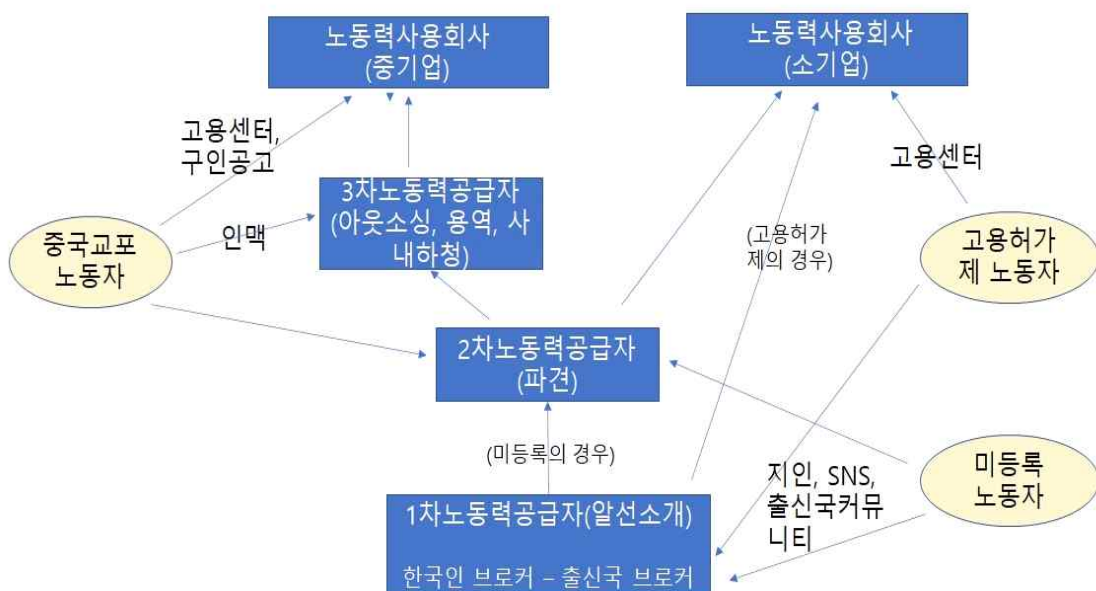 노동력사용회사
(중기업)
노동력사용회사
(소기업)
고용센터,
구인공고
고용센터
3차노동력공급자
(아웃소싱, 용역, 사
내하청)
중국교포
노동자
인맥
(고용허가
제의 경우)
고용허가
제 노동자
2차노동력공급자
(파견)
(미등록의 경우)
지인, SNS,
출신국커뮤
니티
미등록
노동자
1차노동력공급자(알선소개)
한국인 브로커 – 출신국 브로커